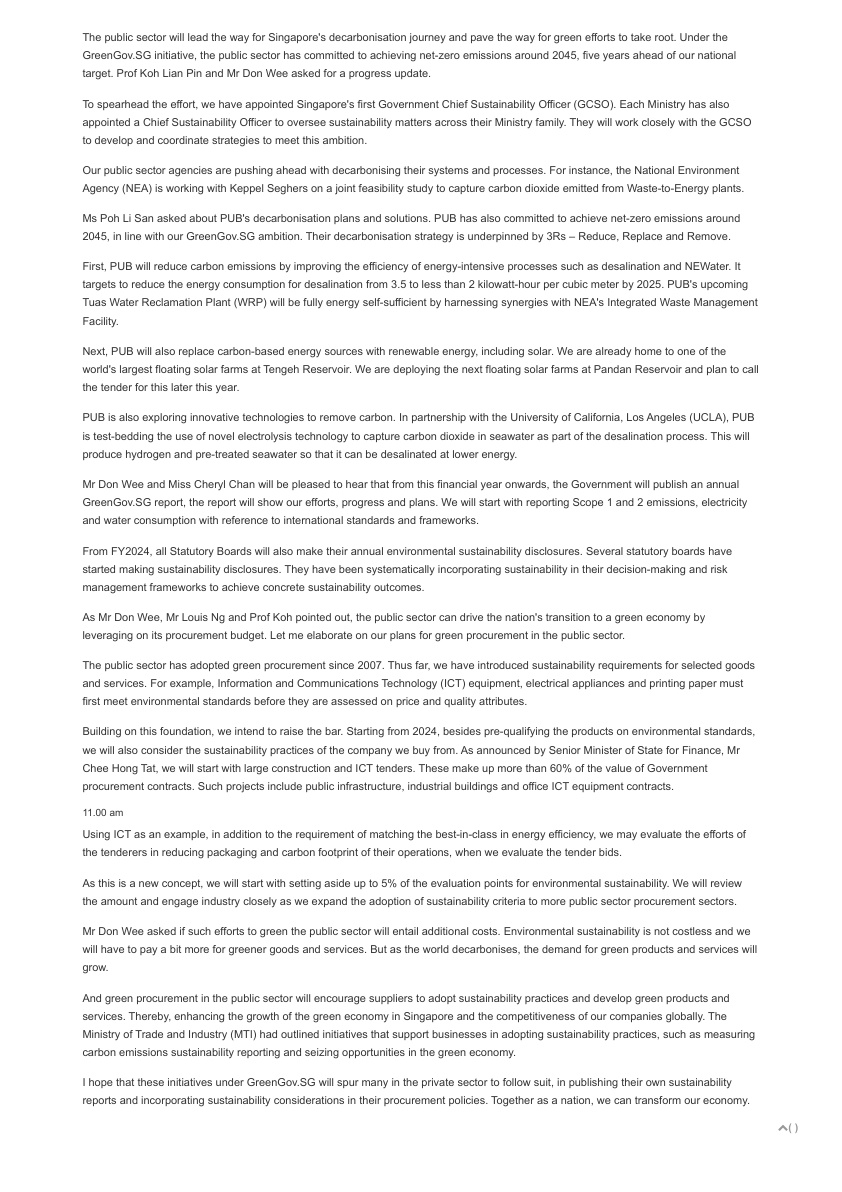 The public sector will lead the way for Singapore's decarbonisation journey and pave the way for green efforts to take root. Under the
GreenGov.SG initiative, the public sector has committed to achieving net-zero emissions around 2045, five years ahead of our national
target. Prof Koh Lian Pin and Mr Don Wee asked for a progress update.
To spearhead the effort, we have appointed Singapore's first Government Chief Sustainability Officer (GCSO). Each Ministry has also
appointed a Chief Sustainability Officer to oversee sustainability matters across their Ministry family. They will work closely with the GCSO
to develop and coordinate strategies to meet this ambition.
Our public sector agencies are pushing ahead with decarbonising their systems and processes. For instance, the National Environment
Agency (NEA) is working with Keppel Seghers on a joint feasibility study to capture carbon dioxide emitted from Waste-to-Energy plants.
Ms Poh Li San asked about PUB's decarbonisation plans and solutions. PUB has also committed to achieve net-zero emissions around
2045, in line with our GreenGov.SG ambition. Their decarbonisation strategy is underpinned by 3Rs – Reduce, Replace and Remove.
First, PUB will reduce carbon emissions by improving the efficiency of energy-intensive processes such as desalination and NEWater. It
targets to reduce the energy consumption for desalination from 3.5 to less than 2 kilowatt-hour per cubic meter by 2025. PUB's upcoming
Tuas Water Reclamation Plant (WRP) will be fully energy self-sufficient by harnessing synergies with NEA's Integrated Waste Management
Facility.
Next, PUB will also replace carbon-based energy sources with renewable energy, including solar. We are already home to one of the
world's largest floating solar farms at Tengeh Reservoir. We are deploying the next floating solar farms at Pandan Reservoir and plan to call
the tender for this later this year.
PUB is also exploring innovative technologies to remove carbon. In partnership with the University of California, Los Angeles (UCLA), PUB
is test-bedding the use of novel electrolysis technology to capture carbon dioxide in seawater as part of the desalination process. This will
produce hydrogen and pre-treated seawater so that it can be desalinated at lower energy.
Mr Don Wee and Miss Cheryl Chan will be pleased to hear that from this financial year onwards, the Government will publish an annual
GreenGov.SG report, the report will show our efforts, progress and plans. We will start with reporting Scope 1 and 2 emissions, electricity
and water consumption with reference to international standards and frameworks.
From FY2024, all Statutory Boards will also make their annual environmental sustainability disclosures. Several statutory boards have
started making sustainability disclosures. They have been systematically incorporating sustainability in their decision-making and risk
management frameworks to achieve concrete sustainability outcomes.
As Mr Don Wee, Mr Louis Ng and Prof Koh pointed out, the public sector can drive the nation's transition to a green economy by
leveraging on its procurement budget. Let me elaborate on our plans for green procurement in the public sector.
The public sector has adopted green procurement since 2007. Thus far, we have introduced sustainability requirements for selected goods
and services. For example, Information and Communications Technology (ICT) equipment, electrical appliances and printing paper must
first meet environmental standards before they are assessed on price and quality attributes.
Building on this foundation, we intend to raise the bar. Starting from 2024, besides pre-qualifying the products on environmental standards,
we will also consider the sustainability practices of the company we buy from. As announced by Senior Minister of State for Finance, Mr
Chee Hong Tat, we will start with large construction and ICT tenders. These make up more than 60% of the value of Government
procurement contracts. Such projects include public infrastructure, industrial buildings and office ICT equipment contracts.
11.00 am
Using ICT as an example, in addition to the requirement of matching the best-in-class in energy efficiency, we may evaluate the efforts of
the tenderers in reducing packaging and carbon footprint of their operations, when we evaluate the tender bids.
As this is a new concept, we will start with setting aside up to 5% of the evaluation points for environmental sustainability. We will review
the amount and engage industry closely as we expand the adoption of sustainability criteria to more public sector procurement sectors.
Mr Don Wee asked if such efforts to green the public sector will entail additional costs. Environmental sustainability is not costless and we
will have to pay a bit more for greener goods and services. But as the world decarbonises, the demand for green products and services will
grow.
And green procurement in the public sector will encourage suppliers to adopt sustainability practices and develop green products and
services. Thereby, enhancing the growth of the green economy in Singapore and the competitiveness of our companies globally. The
Ministry of Trade and Industry (MTI) had outlined initiatives that support businesses in adopting sustainability practices, such as measuring
carbon emissions sustainability reporting and seizing opportunities in the green economy.
I hope that these initiatives under GreenGov.SG will spur many in the private sector to follow suit, in publishing their own sustainability
reports and incorporating sustainability considerations in their procurement policies. Together as a nation, we can transform our economy.
( )